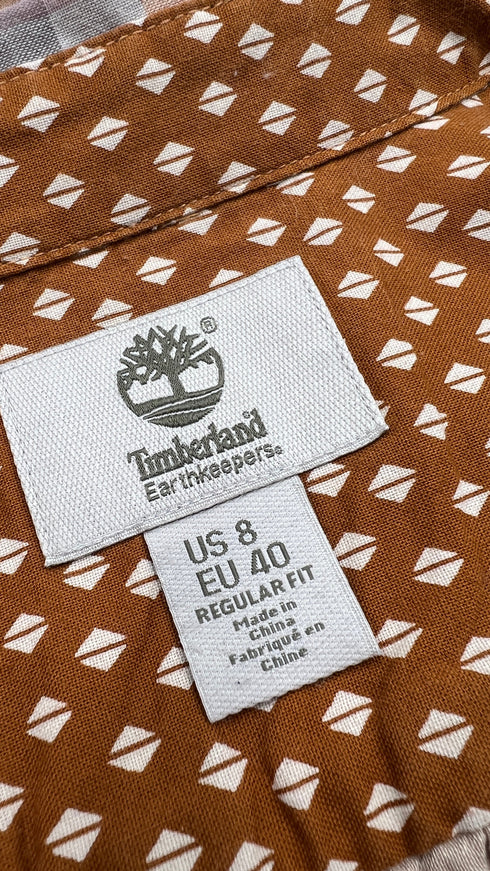 ®
Timberland®
Earthkeepers®
US 8
EU 40
REGULAR FIT
Made in
China
Fabriqué en
Chine